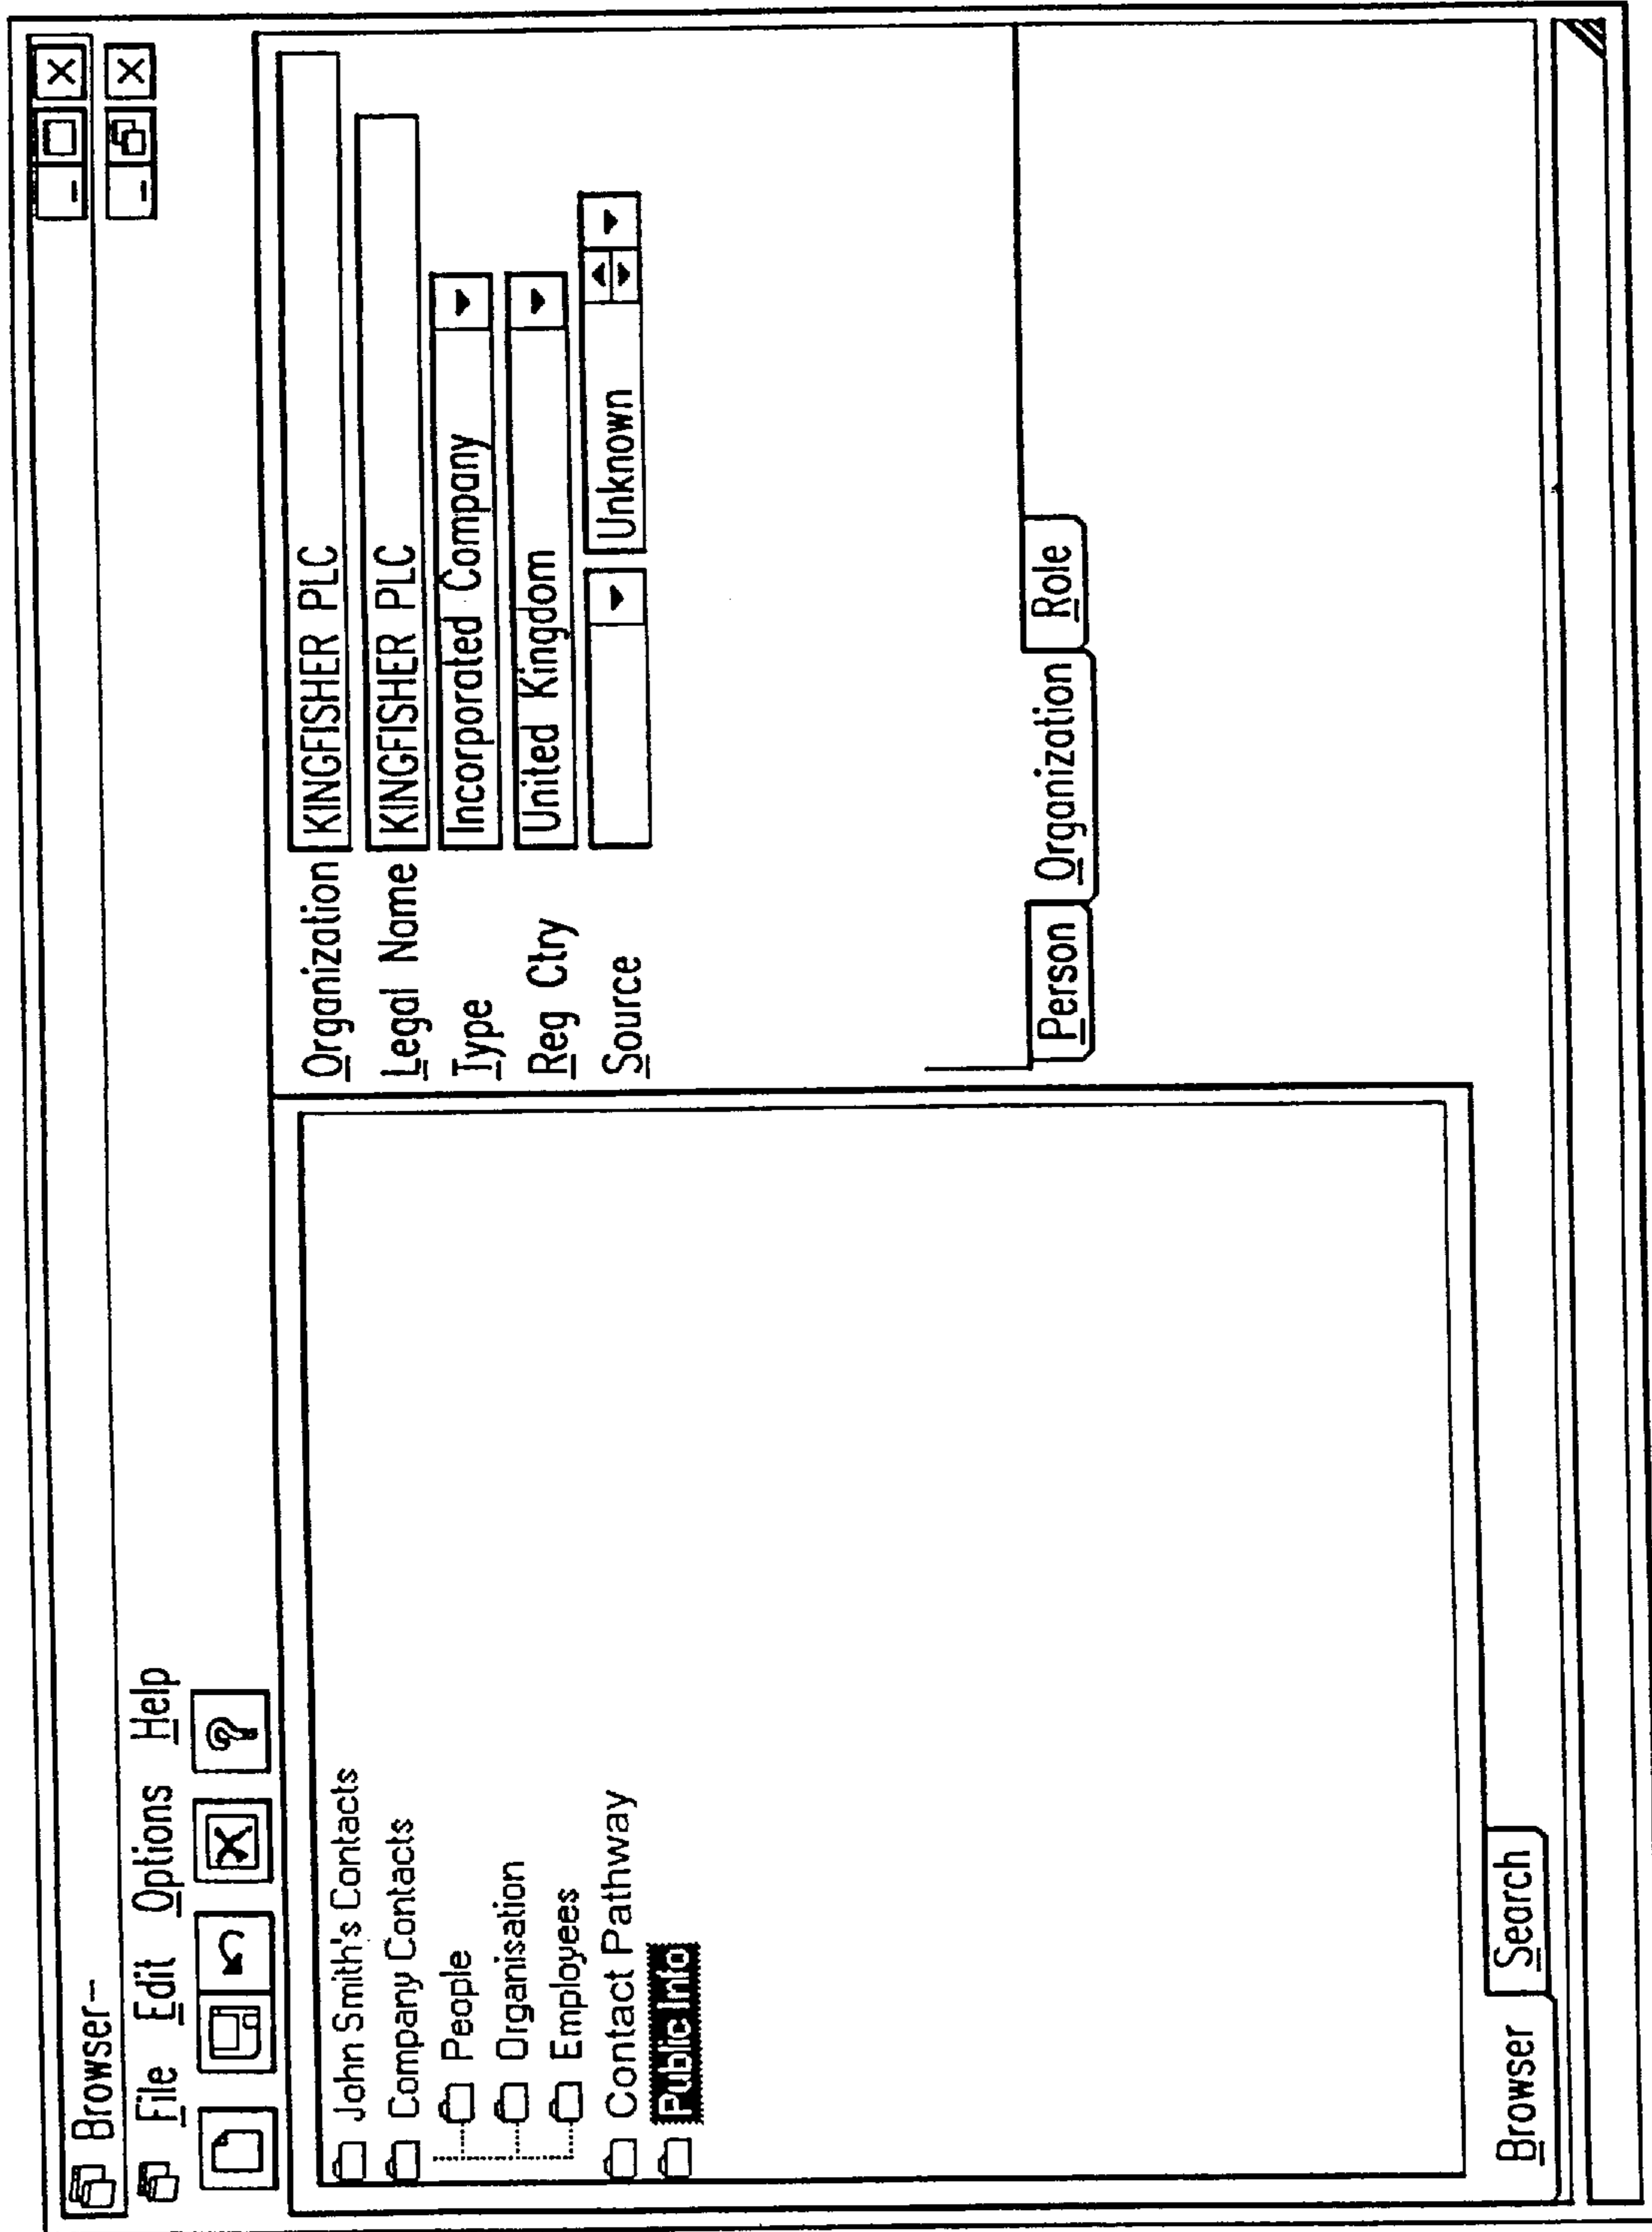 Browser-
File Edit Options Help
John Smith's Contacts
Company Contacts
People
Organisation
Employees
Contact Pathway
Public Info
Browser Search
Organization KINGFISHER PLC
Legal Name KINGFISHER PLC
Type Incorporated Company
Reg Ctry United Kingdom
Source Unknown
Person Organization Role